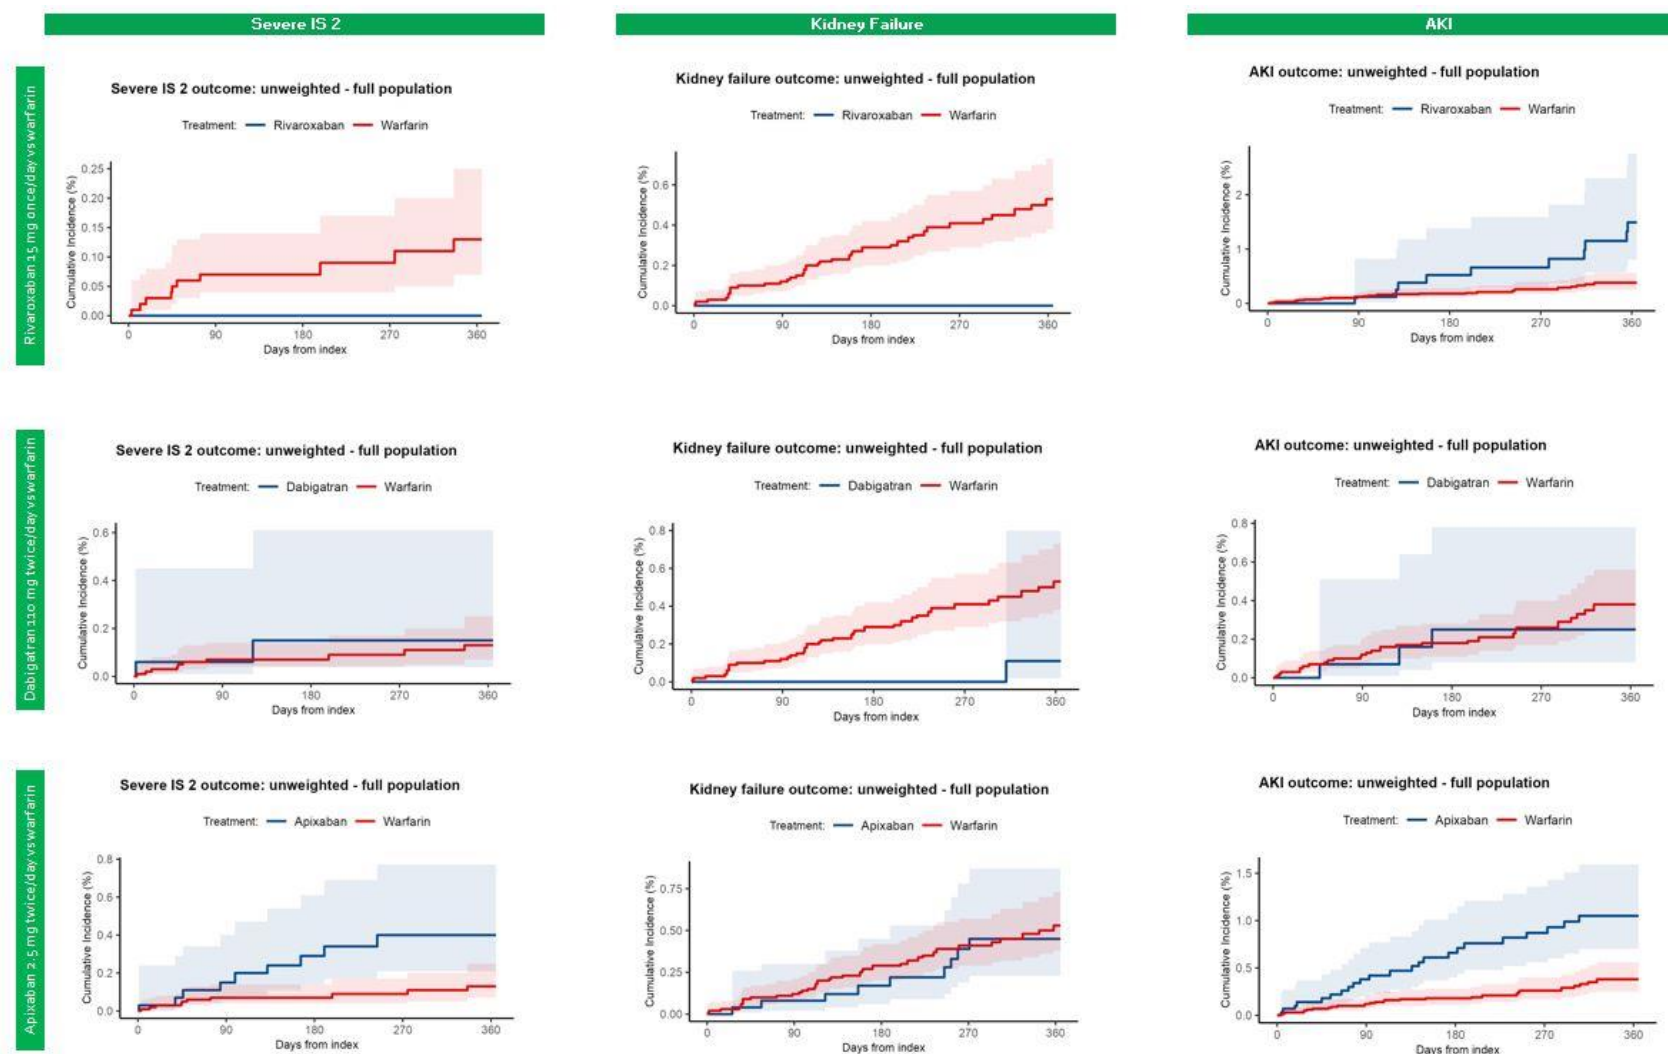 Severe IS 2
Kidney Failure
AKI
Rivaroxaban 15 mg once/day vs warfarin
Severe IS 2 outcome: unweighted - full population
Treatment: Rivaroxaban Warfarin
Cumulative Incidence (%)
0.25
0.20
0.15
0.10
0.05
0.00
0 90 180 270 360
Days from index
Kidney failure outcome: unweighted - full population
Treatment: Rivaroxaban Warfarin
Cumulative Incidence (%)
0.6
0.4
0.2
0.0
0 90 180 270 360
Days from index
AKI outcome: unweighted - full population
Treatment: Rivaroxaban Warfarin
Cumulative Incidence (%)
2
1
0
0 90 180 270 360
Days from index
Dabigatran 110 mg twice/day vs warfarin
Severe IS 2 outcome: unweighted - full population
Treatment: Dabigatran Warfarin
Cumulative Incidence (%)
0.6
0.4
0.2
0.0
0 90 180 270 360
Days from index
Kidney failure outcome: unweighted - full population
Treatment: Dabigatran Warfarin
Cumulative Incidence (%)
0.8
0.6
0.4
0.2
0.0
0 90 180 270 360
Days from index
AKI outcome: unweighted - full population
Treatment: Dabigatran Warfarin
Cumulative Incidence (%)
0.8
0.6
0.4
0.2
0.0
0 90 180 270 360
Days from index
Apixaban 2.5 mg twice/day vs warfarin
Severe IS 2 outcome: unweighted - full population
Treatment: Apixaban Warfarin
Cumulative Incidence (%)
0.8
0.6
0.4
0.2
0.0
0 90 180 270 360
Days from index
Kidney failure outcome: unweighted - full population
Treatment: Apixaban Warfarin
Cumulative Incidence (%)
0.75
0.50
0.25
0.00
0 90 180 270 360
Days from index
AKI outcome: unweighted - full population
Treatment: Apixaban Warfarin
Cumulative Incidence (%)
1.5
1.0
0.5
0.0
0 90 180 270 360
Days from index